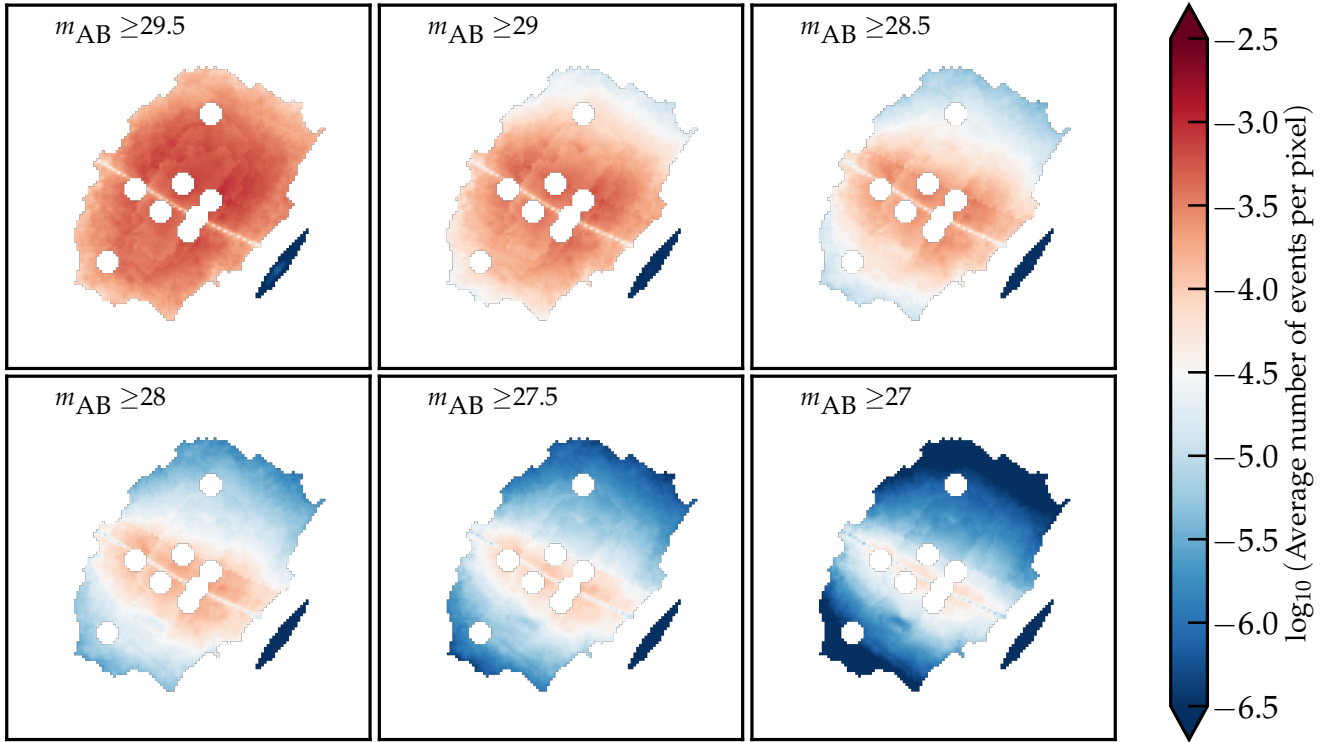 m_AB ≥29.5
m_AB ≥29
m_AB ≥28.5
m_AB ≥28
m_AB ≥27.5
m_AB ≥27
−2.5
−3.0
−3.5
−4.0
−4.5
−5.0
−5.5
−6.0
−6.5
log₁₀ (Average number of events per pixel)